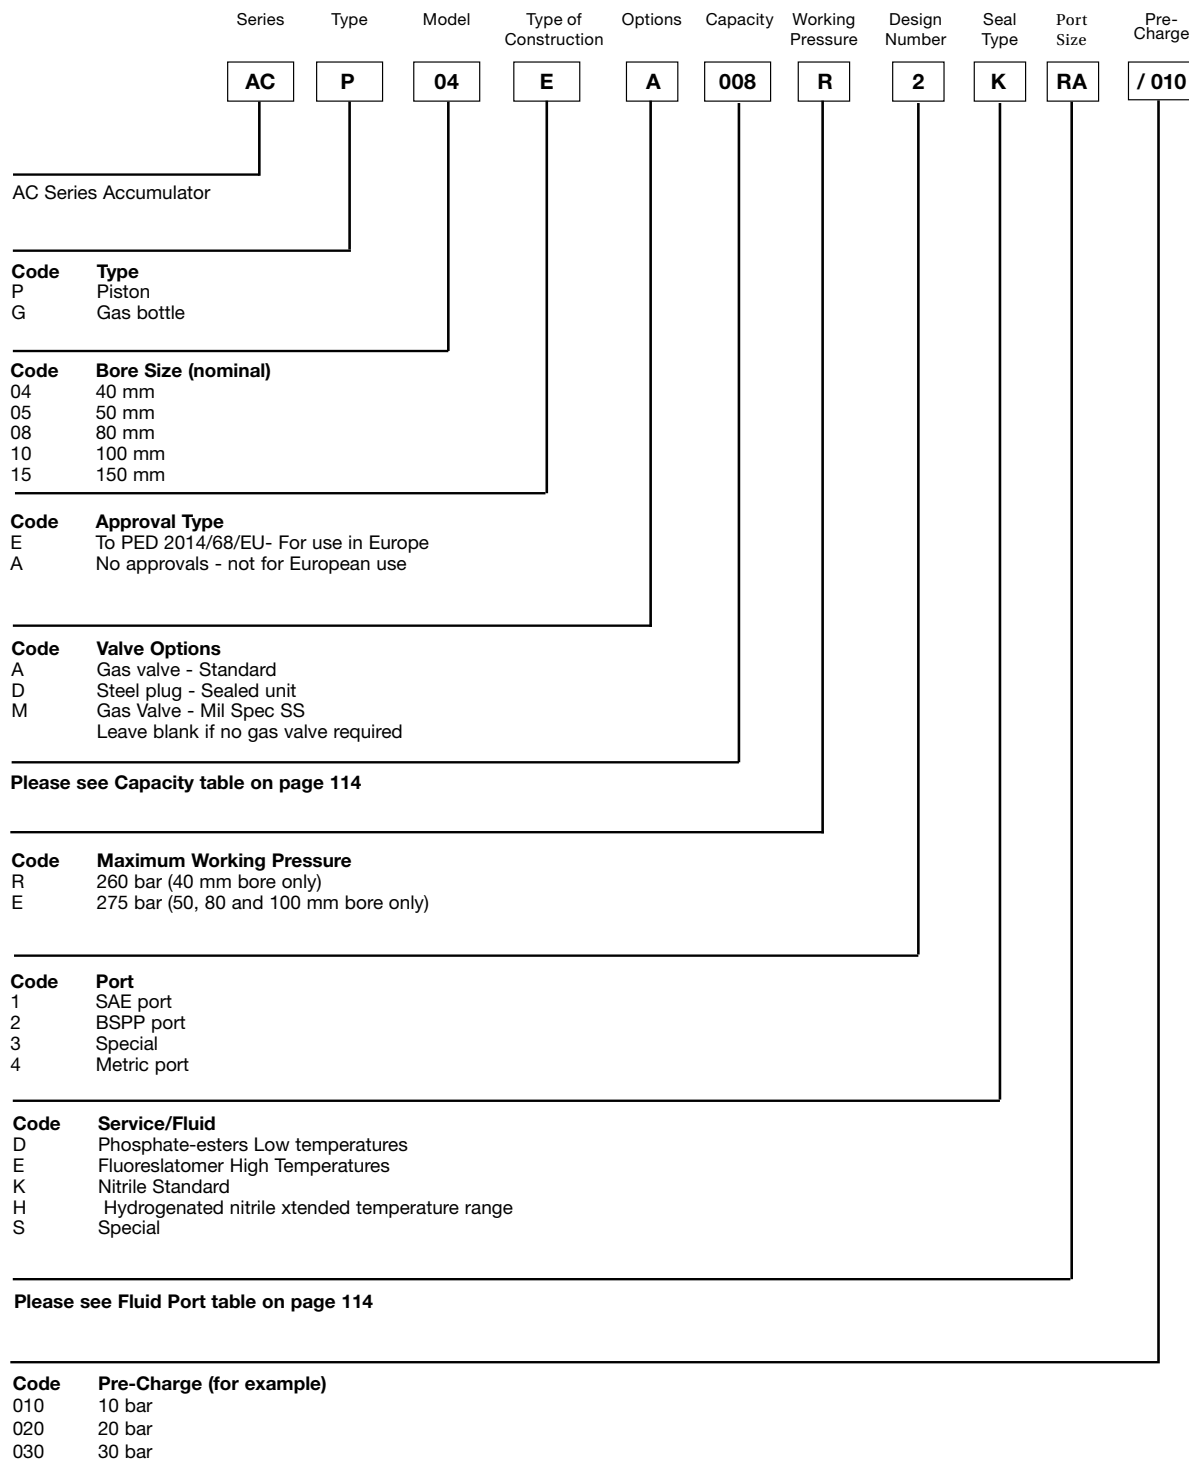 Series Type Model Type of Construction Options Capacity Working Pressure Design Number Seal Type Port Size Pre-Charge
AC P 04 E A 008 R 2 K RA / 010
AC Series Accumulator
Code Type
P Piston
G Gas bottle
Code Bore Size (nominal)
04 40 mm
05 50 mm
08 80 mm
10 100 mm
15 150 mm
Code Approval Type
E To PED 2014/68/EU- For use in Europe
A No approvals - not for European use
Code Valve Options
A Gas valve - Standard
D Steel plug - Sealed unit
M Gas Valve - Mil Spec SS
Leave blank if no gas valve required
Please see Capacity table on page 114
Code Maximum Working Pressure
R 260 bar (40 mm bore only)
E 275 bar (50, 80 and 100 mm bore only)
Code Port
1 SAE port
2 BSPP port
3 Special
4 Metric port
Code Service/Fluid
D Phosphate-esters Low temperatures
E Fluoreslatomer High Temperatures
K Nitrile Standard
H Hydrogenated nitrile xtended temperature range
S Special
Please see Fluid Port table on page 114
Code Pre-Charge (for example)
010 10 bar
020 20 bar
030 30 bar